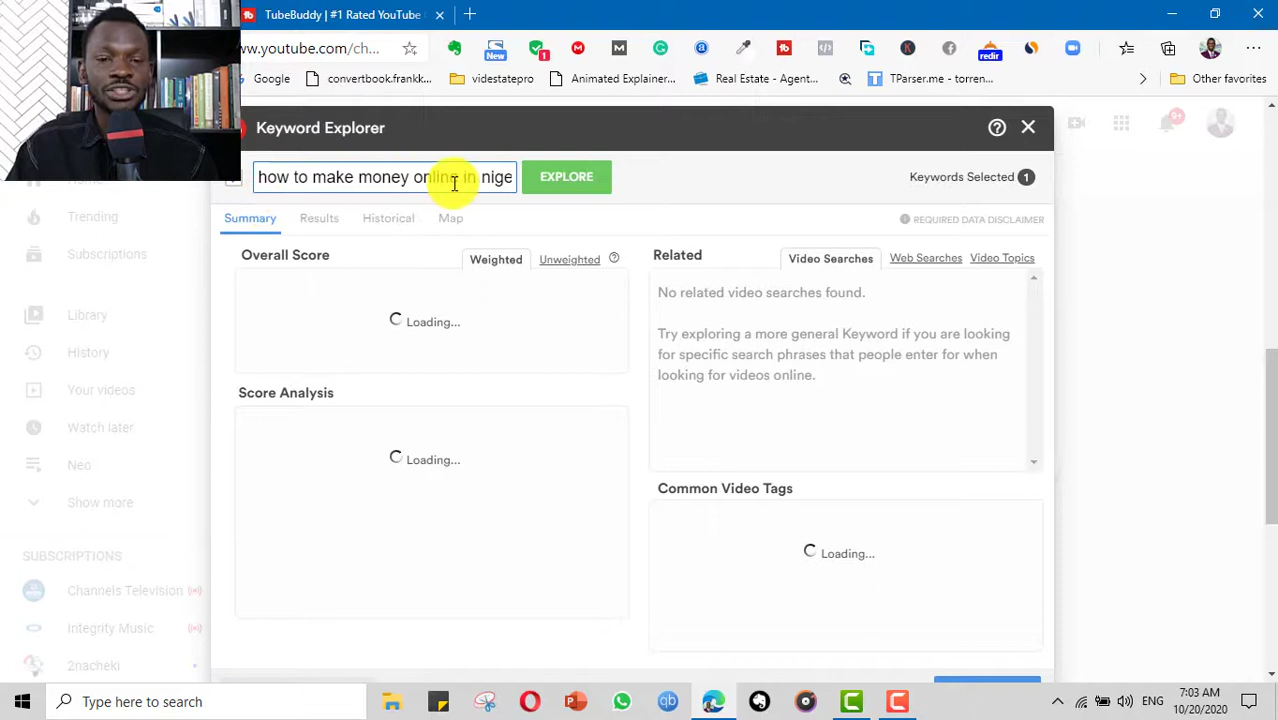 TubeBuddy | #1 Rated YouTube
ww.youtube.com/ch...
New
1
redir
Google
convertbook.frankk...
videstatepro
Animated Explainer...
Real Estate - Agent...
TParser.me - torren...
Other favorites
Keyword Explorer
9+
how to make money online in nige
EXPLORE
Keywords Selected 1
Home
Summary
Results
Historical
Map
REQUIRED DATA DISCLAIMER
Trending
Subscriptions
Overall Score
Weighted
Unweighted
Related
Video Searches
Web Searches
Video Topics
Loading...
No related video searches found.
Try exploring a more general Keyword if you are looking
for specific search phrases that people enter for when
looking for videos online.
Library
History
Your videos
Watch later
Neo
Show more
Score Analysis
Loading...
Common Video Tags
Loading...
SUBSCRIPTIONS
Channels Television
Integrity Music
2nacheki
Type here to search
ENG
7:03 AM
10/20/2020